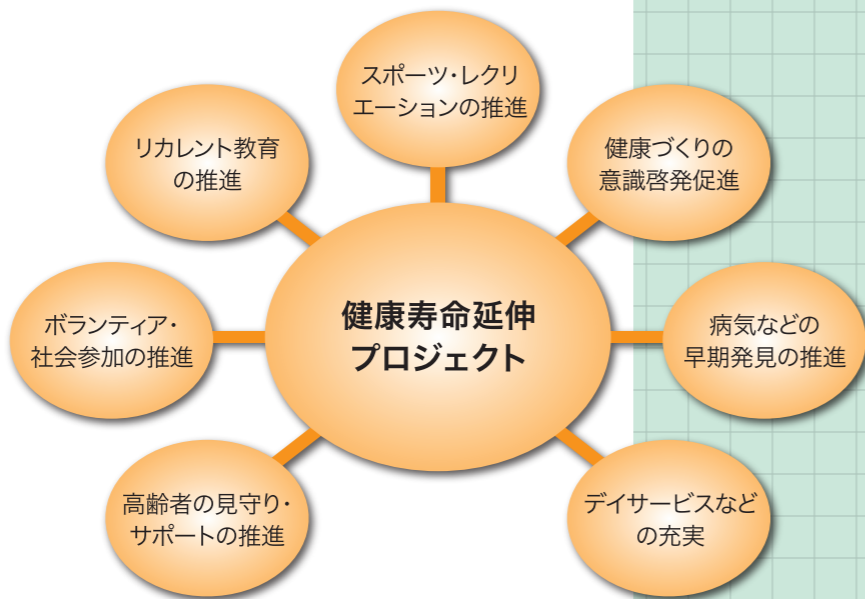 スポーツ・レクリ
エーションの推進
健康づくりの
意識啓発促進
病気などの
早期発見の推進
デイサービスなど
の充実
高齢者の見守り・
サポートの推進
ボランティア・
社会参加の推進
リカレント教育
の推進
健康寿命延伸
プロジェクト